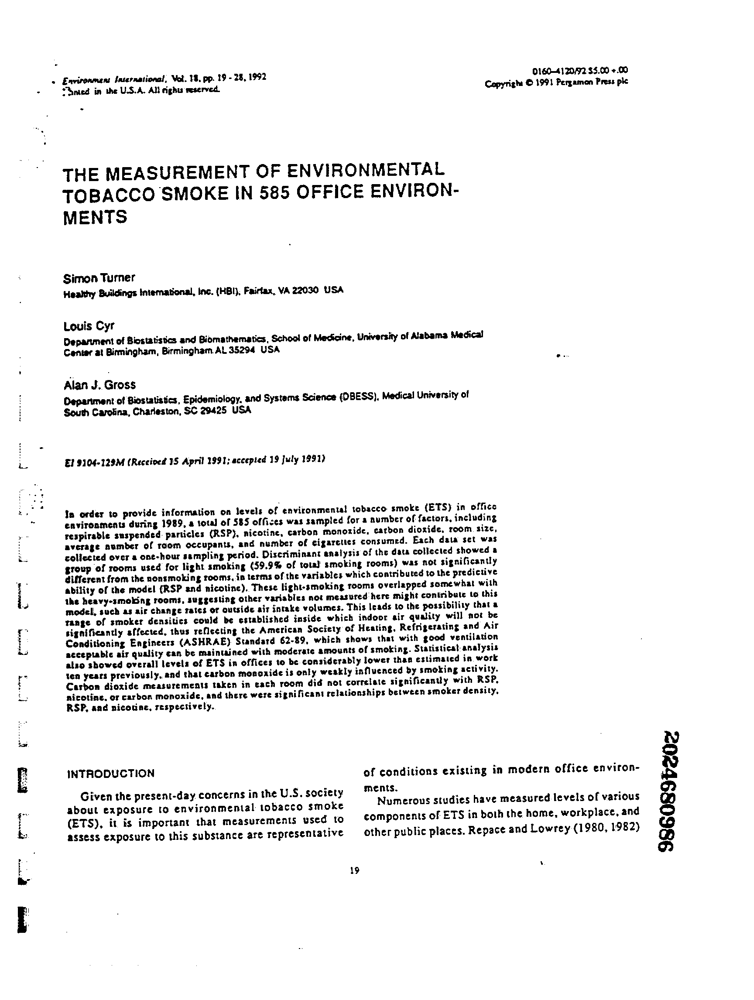 Environment International, Vol. 18, pp. 19 - 28, 1992
in the U.S.A. All rights reserved.
0160-4120/92 $5.00 +.00
Copyright © 1991 Pergamon Press plc
THE MEASUREMENT OF ENVIRONMENTAL
TOBACCO SMOKE IN 585 OFFICE ENVIRON-
MENTS
Simon Turner
Healthy Buildings International, Inc. (HBI), Fairfax, VA 22030 USA
Louis Cyr
Department of Biostatistics and Biomathematics, School of Medicine, University of Alabama Medical
Center at Birmingham, Birmingham AL 35294 USA
Alan J. Gross
Department of Biostatistics, Epidemiology, and Systems Science (DBESS), Medical University of
South Carolina, Charleston, SC 29425 USA
EI 9104-129M (Received 15 April 1991; accepted 19 July 1991)
In order to provide information on levels of environmental tobacco smoke (ETS) in office
environments during 1989, a total of 585 offices was sampled for a number of factors, including
respirable suspended particles (RSP), nicotine, carbon monoxide, carbon dioxide, room size,
average number of room occupants, and number of cigarettes consumed. Each data set was
collected over a one-hour sampling period. Discriminant analysis of the data collected showed a
group of rooms used for light smoking (59.9% of total smoking rooms) was not significantly
different from the nonsmoking rooms, in terms of the variables which contributed to the predictive
ability of the model (RSP and nicotine). These light-smoking rooms overlapped somewhat with
the heavy-smoking rooms, suggesting other variables not measured here might contribute to this
model, such as air change rates or outside air intake volumes. This leads to the possibility that a
range of smoker densities could be established inside which indoor air quality will not be
significantly affected, thus reflecting the American Society of Heating, Refrigerating and Air
Conditioning Engineers (ASHRAE) Standard 62-89, which shows that with good ventilation
acceptable air quality can be maintained with moderate amounts of smoking. Statistical analysis
also showed overall levels of ETS in offices to be considerably lower than estimated in work
ten years previously, and that carbon monoxide is only weakly influenced by smoking activity.
Carbon dioxide measurements taken in each room did not correlate significantly with RSP,
nicotine, or carbon monoxide, and there were significant relationships between smoker density,
RSP, and nicotine, respectively.
INTRODUCTION
Given the present-day concerns in the U.S. society
about exposure to environmental tobacco smoke
(ETS), it is important that measurements used to
assess exposure to this substance are representative
of conditions existing in modern office environ-
ments.
Numerous studies have measured levels of various
components of ETS in both the home, workplace, and
other public places. Repace and Lowrey (1980, 1982)
19
2024680986